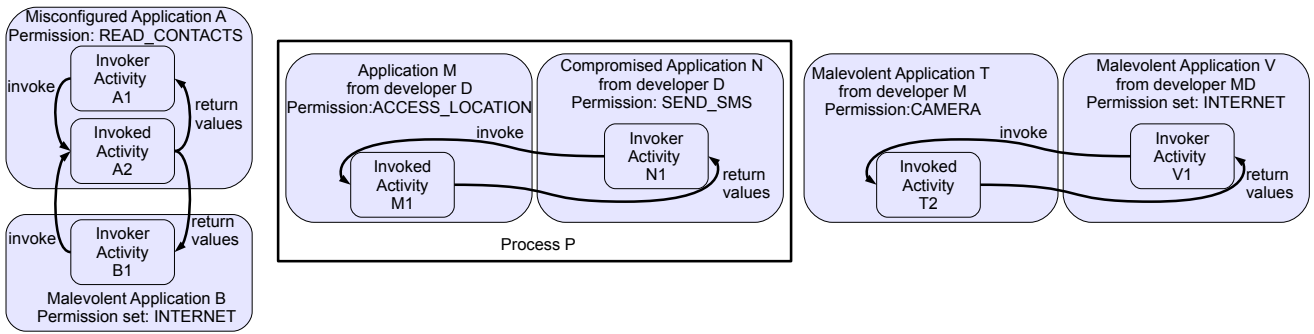 Misconfigured Application A
Permission: READ_CONTACTS
Invoker
Activity
A1
invoke
return
values
Invoked
Activity
A2
invoke
return
values
Invoker
Activity
B1
Malevolent Application B
Permission set: INTERNET
Application M
from developer D
Permission:ACCESS_LOCATION
Compromised Application N
from developer D
Permission: SEND_SMS
invoke
Invoker
Activity
N1
Invoked
Activity
M1
return
values
Process P
Malevolent Application T
from developer M
Permission:CAMERA
Malevolent Application V
from developer MD
Permission set: INTERNET
invoke
Invoker
Activity
V1
Invoked
Activity
T2
return
values